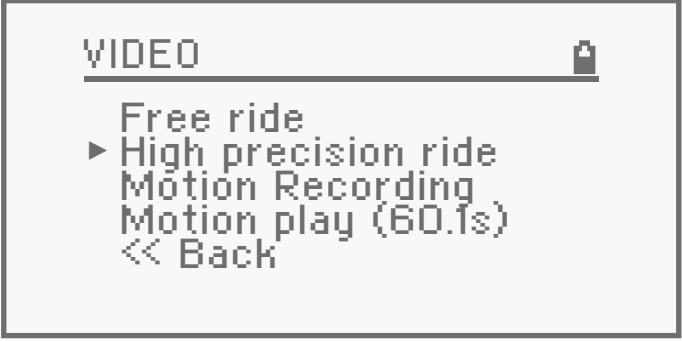 VIDEO
Free ride
High precision ride
Motion Recording
Motion play (60.1s)
<< Back